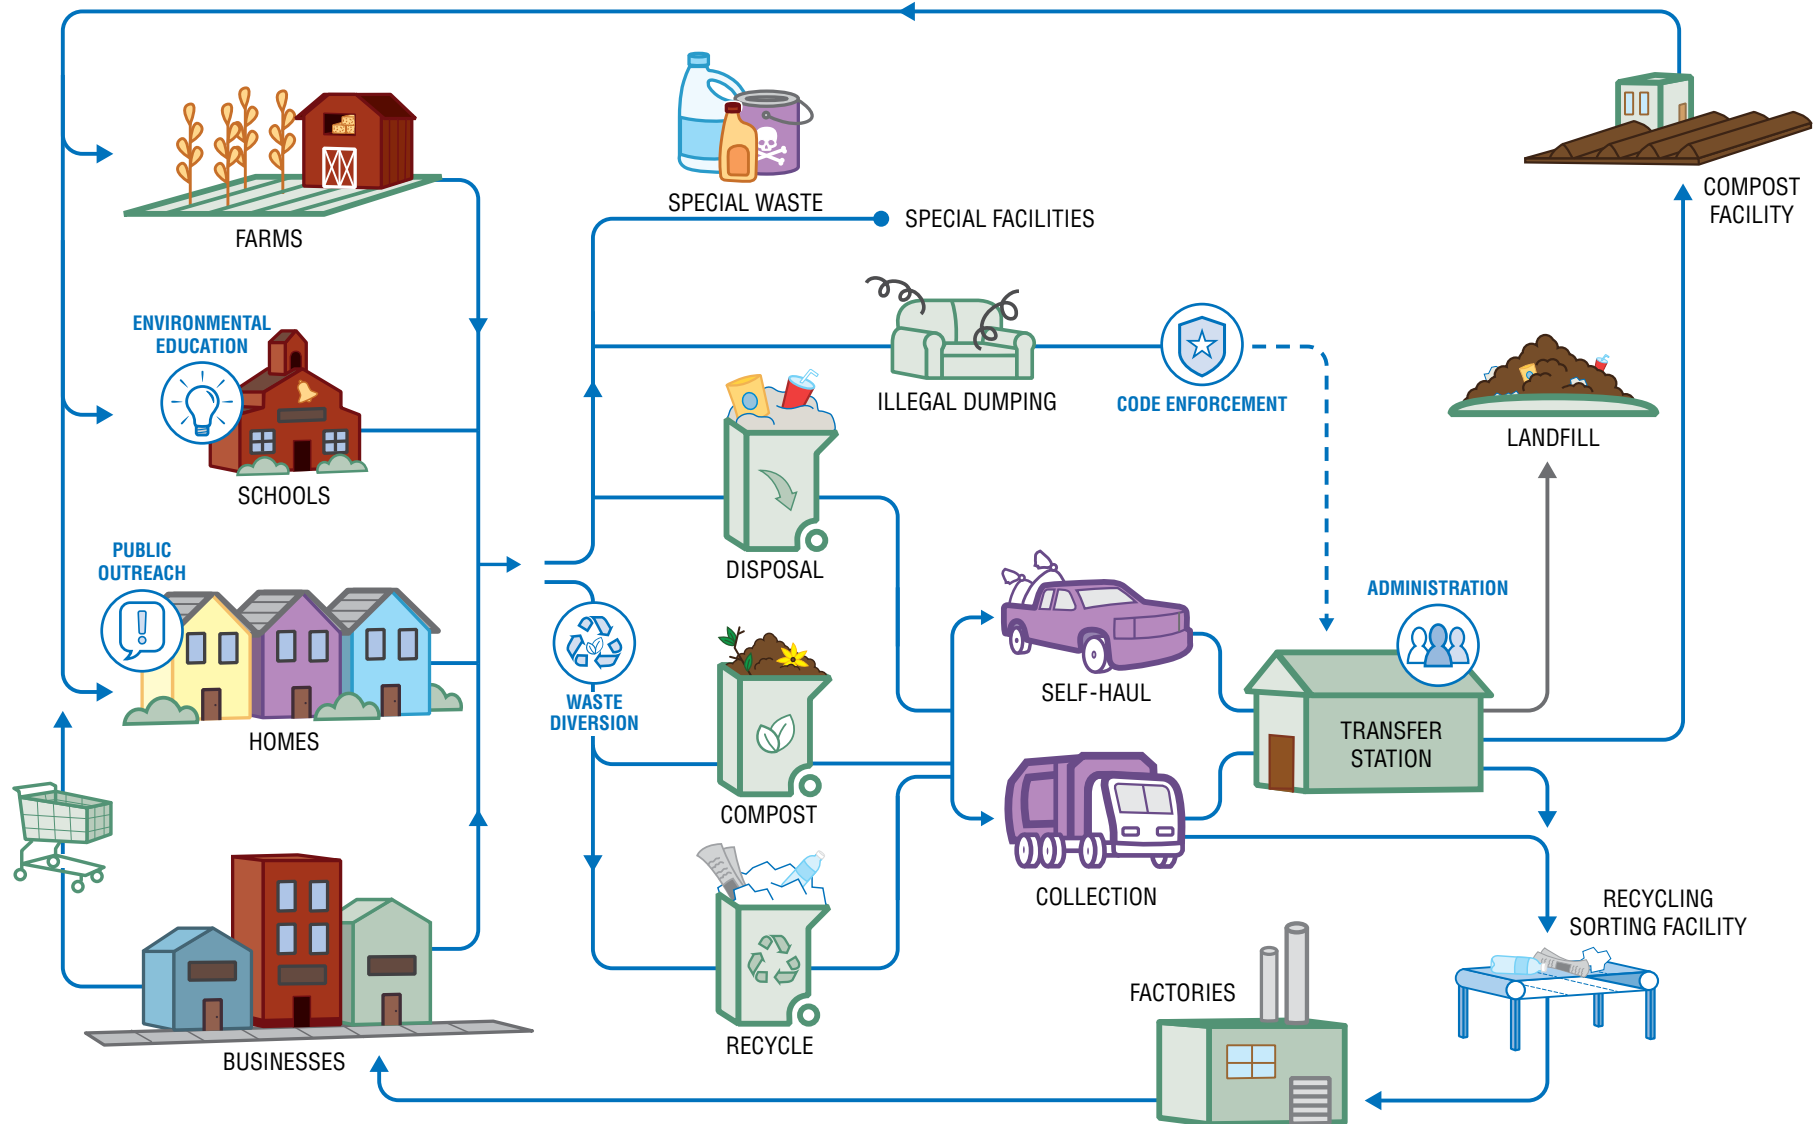 SPECIAL WASTE
SPECIAL FACILITIES
COMPOST
FACILITY
FARMS
ENVIRONMENTAL
EDUCATION
SCHOOLS
ILLEGAL DUMPING
CODE ENFORCEMENT
LANDFILL
PUBLIC
OUTREACH
HOMES
DISPOSAL
WASTE
DIVERSION
COMPOST
RECYCLE
SELF-HAUL
COLLECTION
ADMINISTRATION
TRANSFER
STATION
RECYCLING
SORTING FACILITY
FACTORIES
BUSINESSES